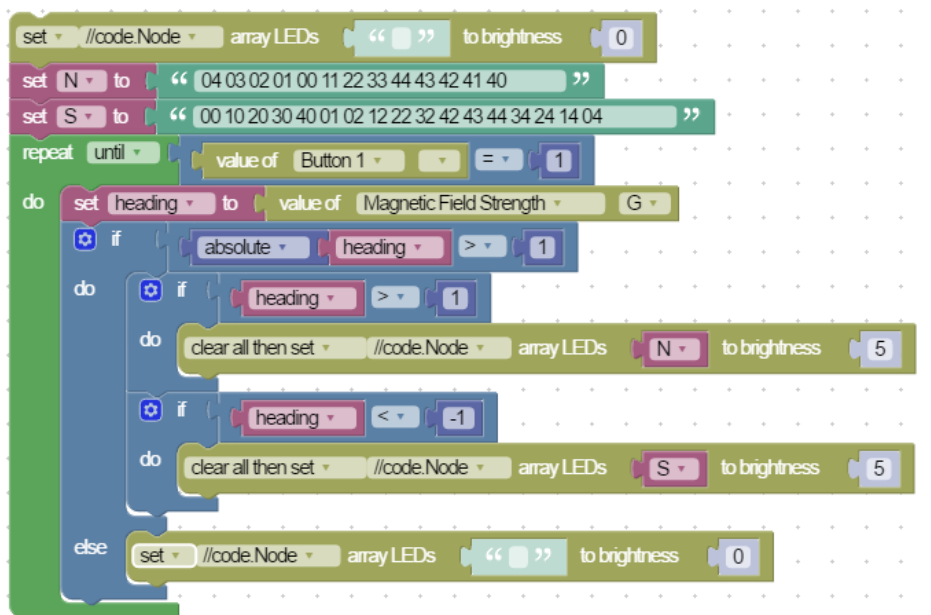 set //code.Node array LEDs “ ” to brightness 0
set N to “ 04 03 02 01 00 11 22 33 44 43 42 41 40 ”
set S to “ 00 10 20 30 40 01 02 12 22 32 42 43 44 34 24 14 04 ”
repeat until value of Button 1 = 1
do set heading to value of Magnetic Field Strength G
if absolute heading > 1
do if heading > 1
do clear all then set //code.Node array LEDs N to brightness 5
if heading < -1
do clear all then set //code.Node array LEDs S to brightness 5
else set //code.Node array LEDs “ ” to brightness 0